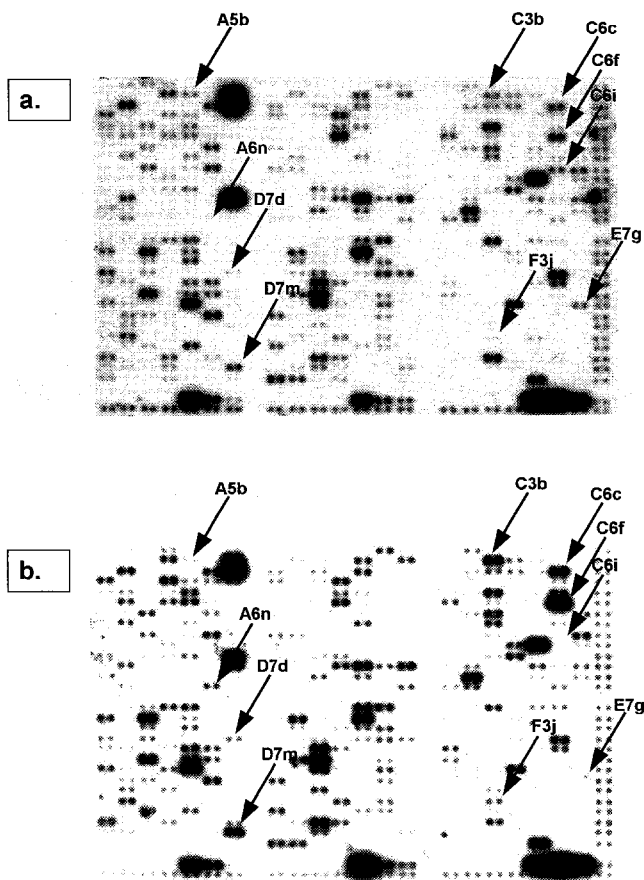 A5b
C3b
C6c
C6f
C6i
a.
A6n
D7d
E7g
F3j
D7m
A5b
C3b
C6c
C6f
C6i
b.
A6n
D7d
E7g
F3j
D7m